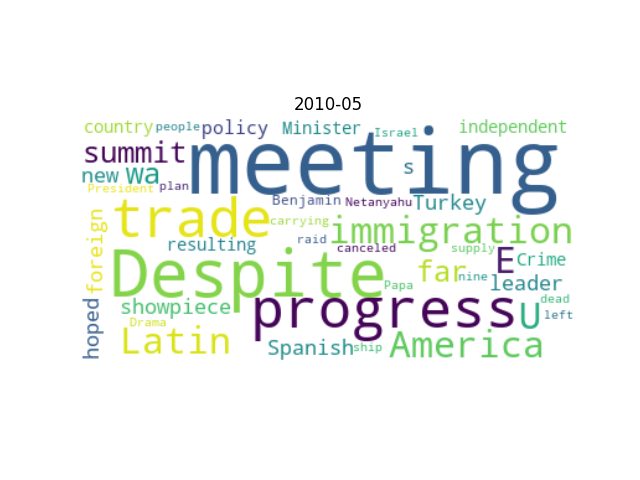 2010-05
country people policy Minister Israel independent
summit meeting s
new wa
President plan
Benjamin Netanyahu Turkey
trade carrying immigration
foreign resulting raid canceled supply E Crime
Despite far nine leader
Papa
hoped showpiece progress U dead
left
Drama
Latin Spanish ship America